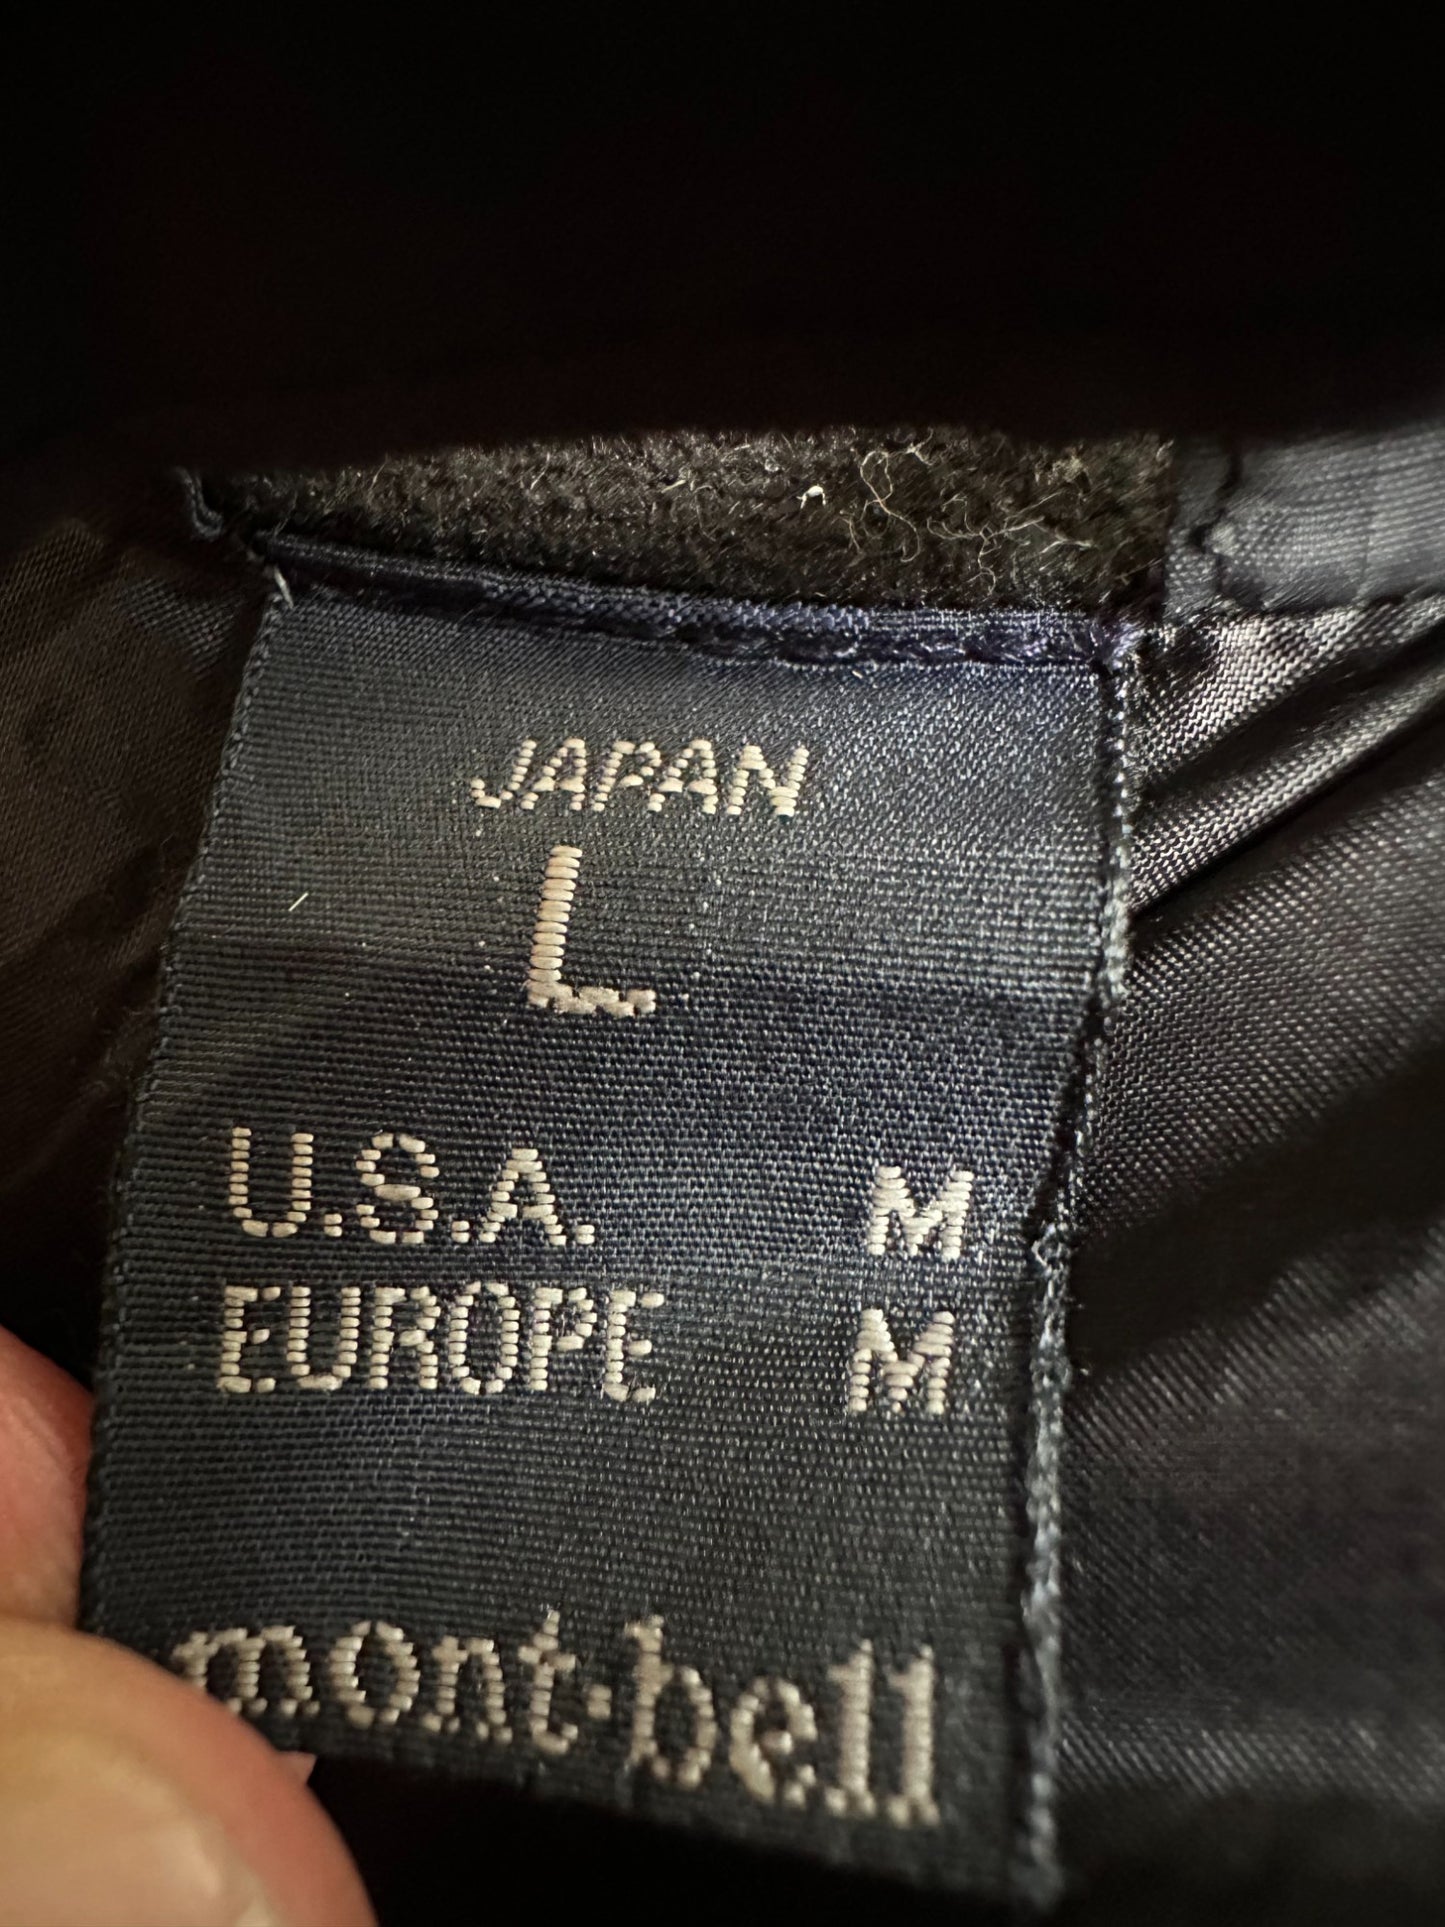 JAPAN
L
U.S.A. M
EUROPE M
mont-bell